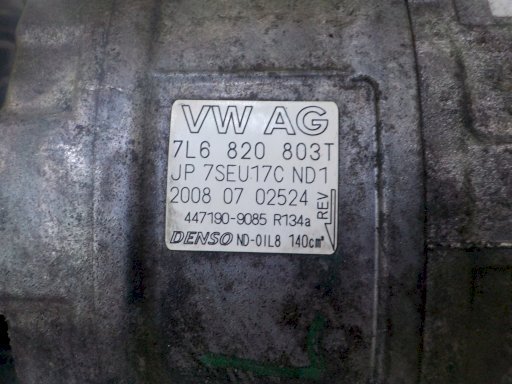 VW AG
7L6 820 803T
JP 7SEU17C ND1
2008 07 02524
REV
447190-9085 R134a
DENSO ND-OIL8 140cm³